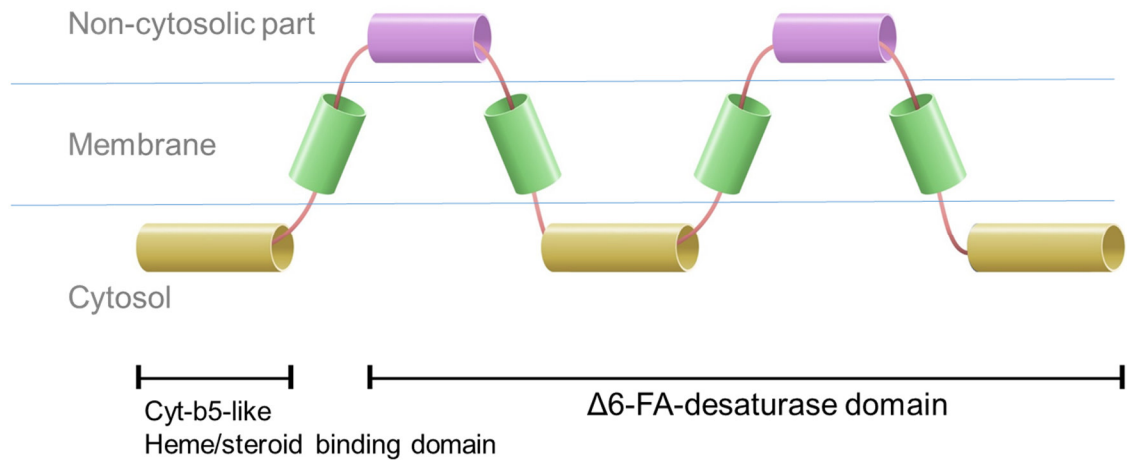 Non-cytosolic part
Membrane
Cytosol
Cyt-b5-like
Heme/steroid binding domain
Δ6-FA-desaturase domain